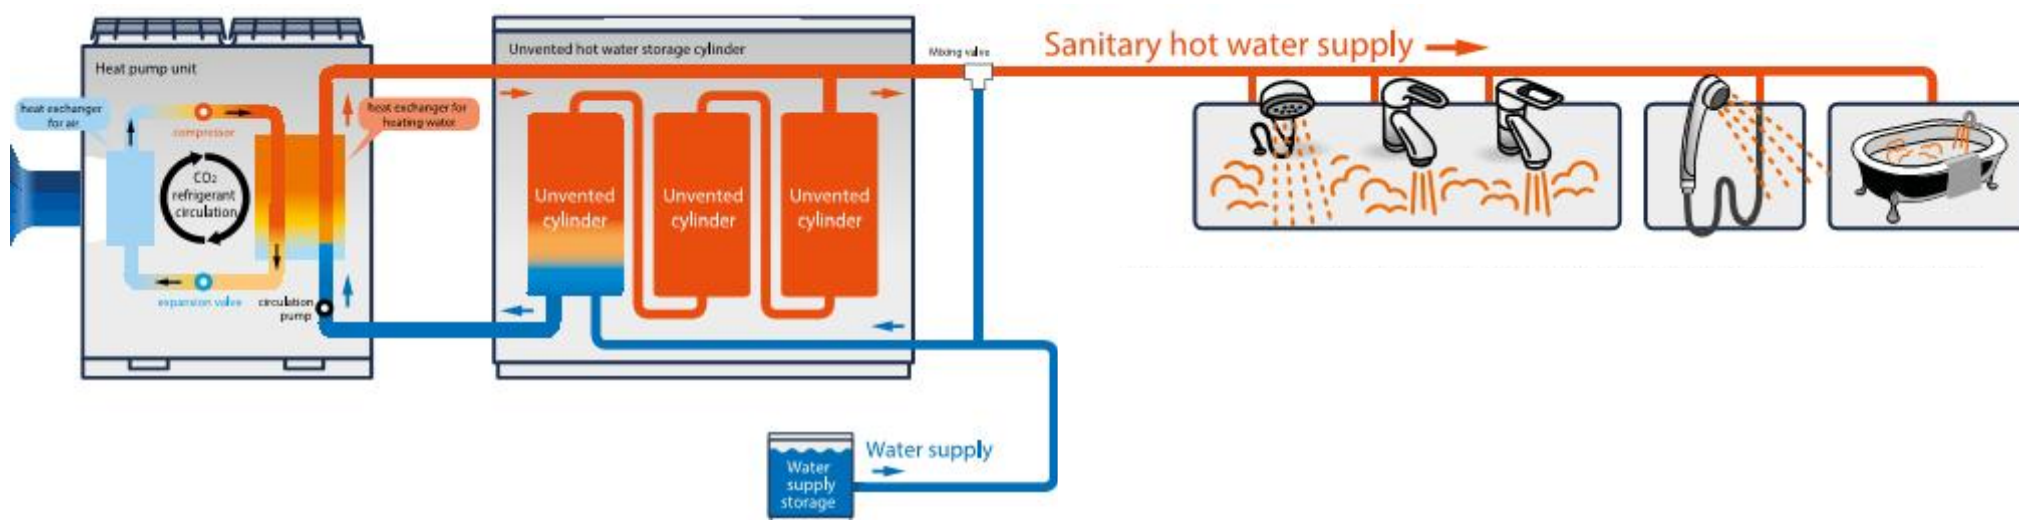 Heat pump unit
heat exchanger
for air
compressor
heat exchanger for
heating water
CO2
refrigerant
circulation
expansion valve
circulation
pump
Unvented hot water storage cylinder
Unvented
cylinder
Unvented
cylinder
Unvented
cylinder
Mixing valve
Sanitary hot water supply
Water supply
Water
supply
storage